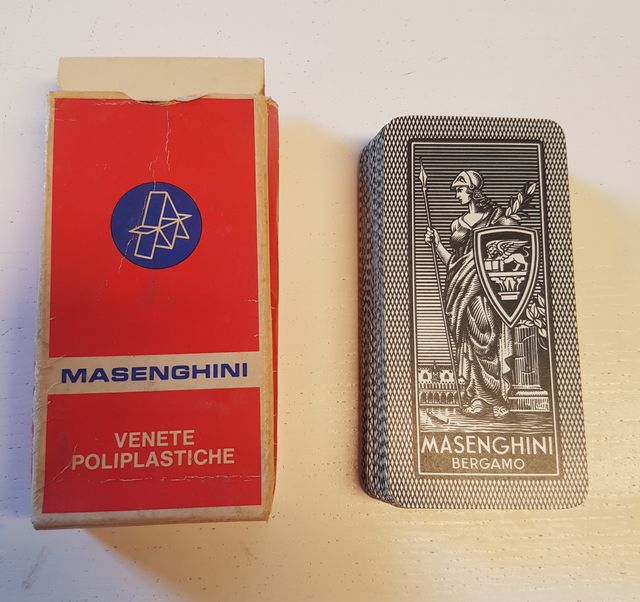 MASENGHINI
VENETE
POLIPLASTICHE
MASENGHINI
BERGAMO